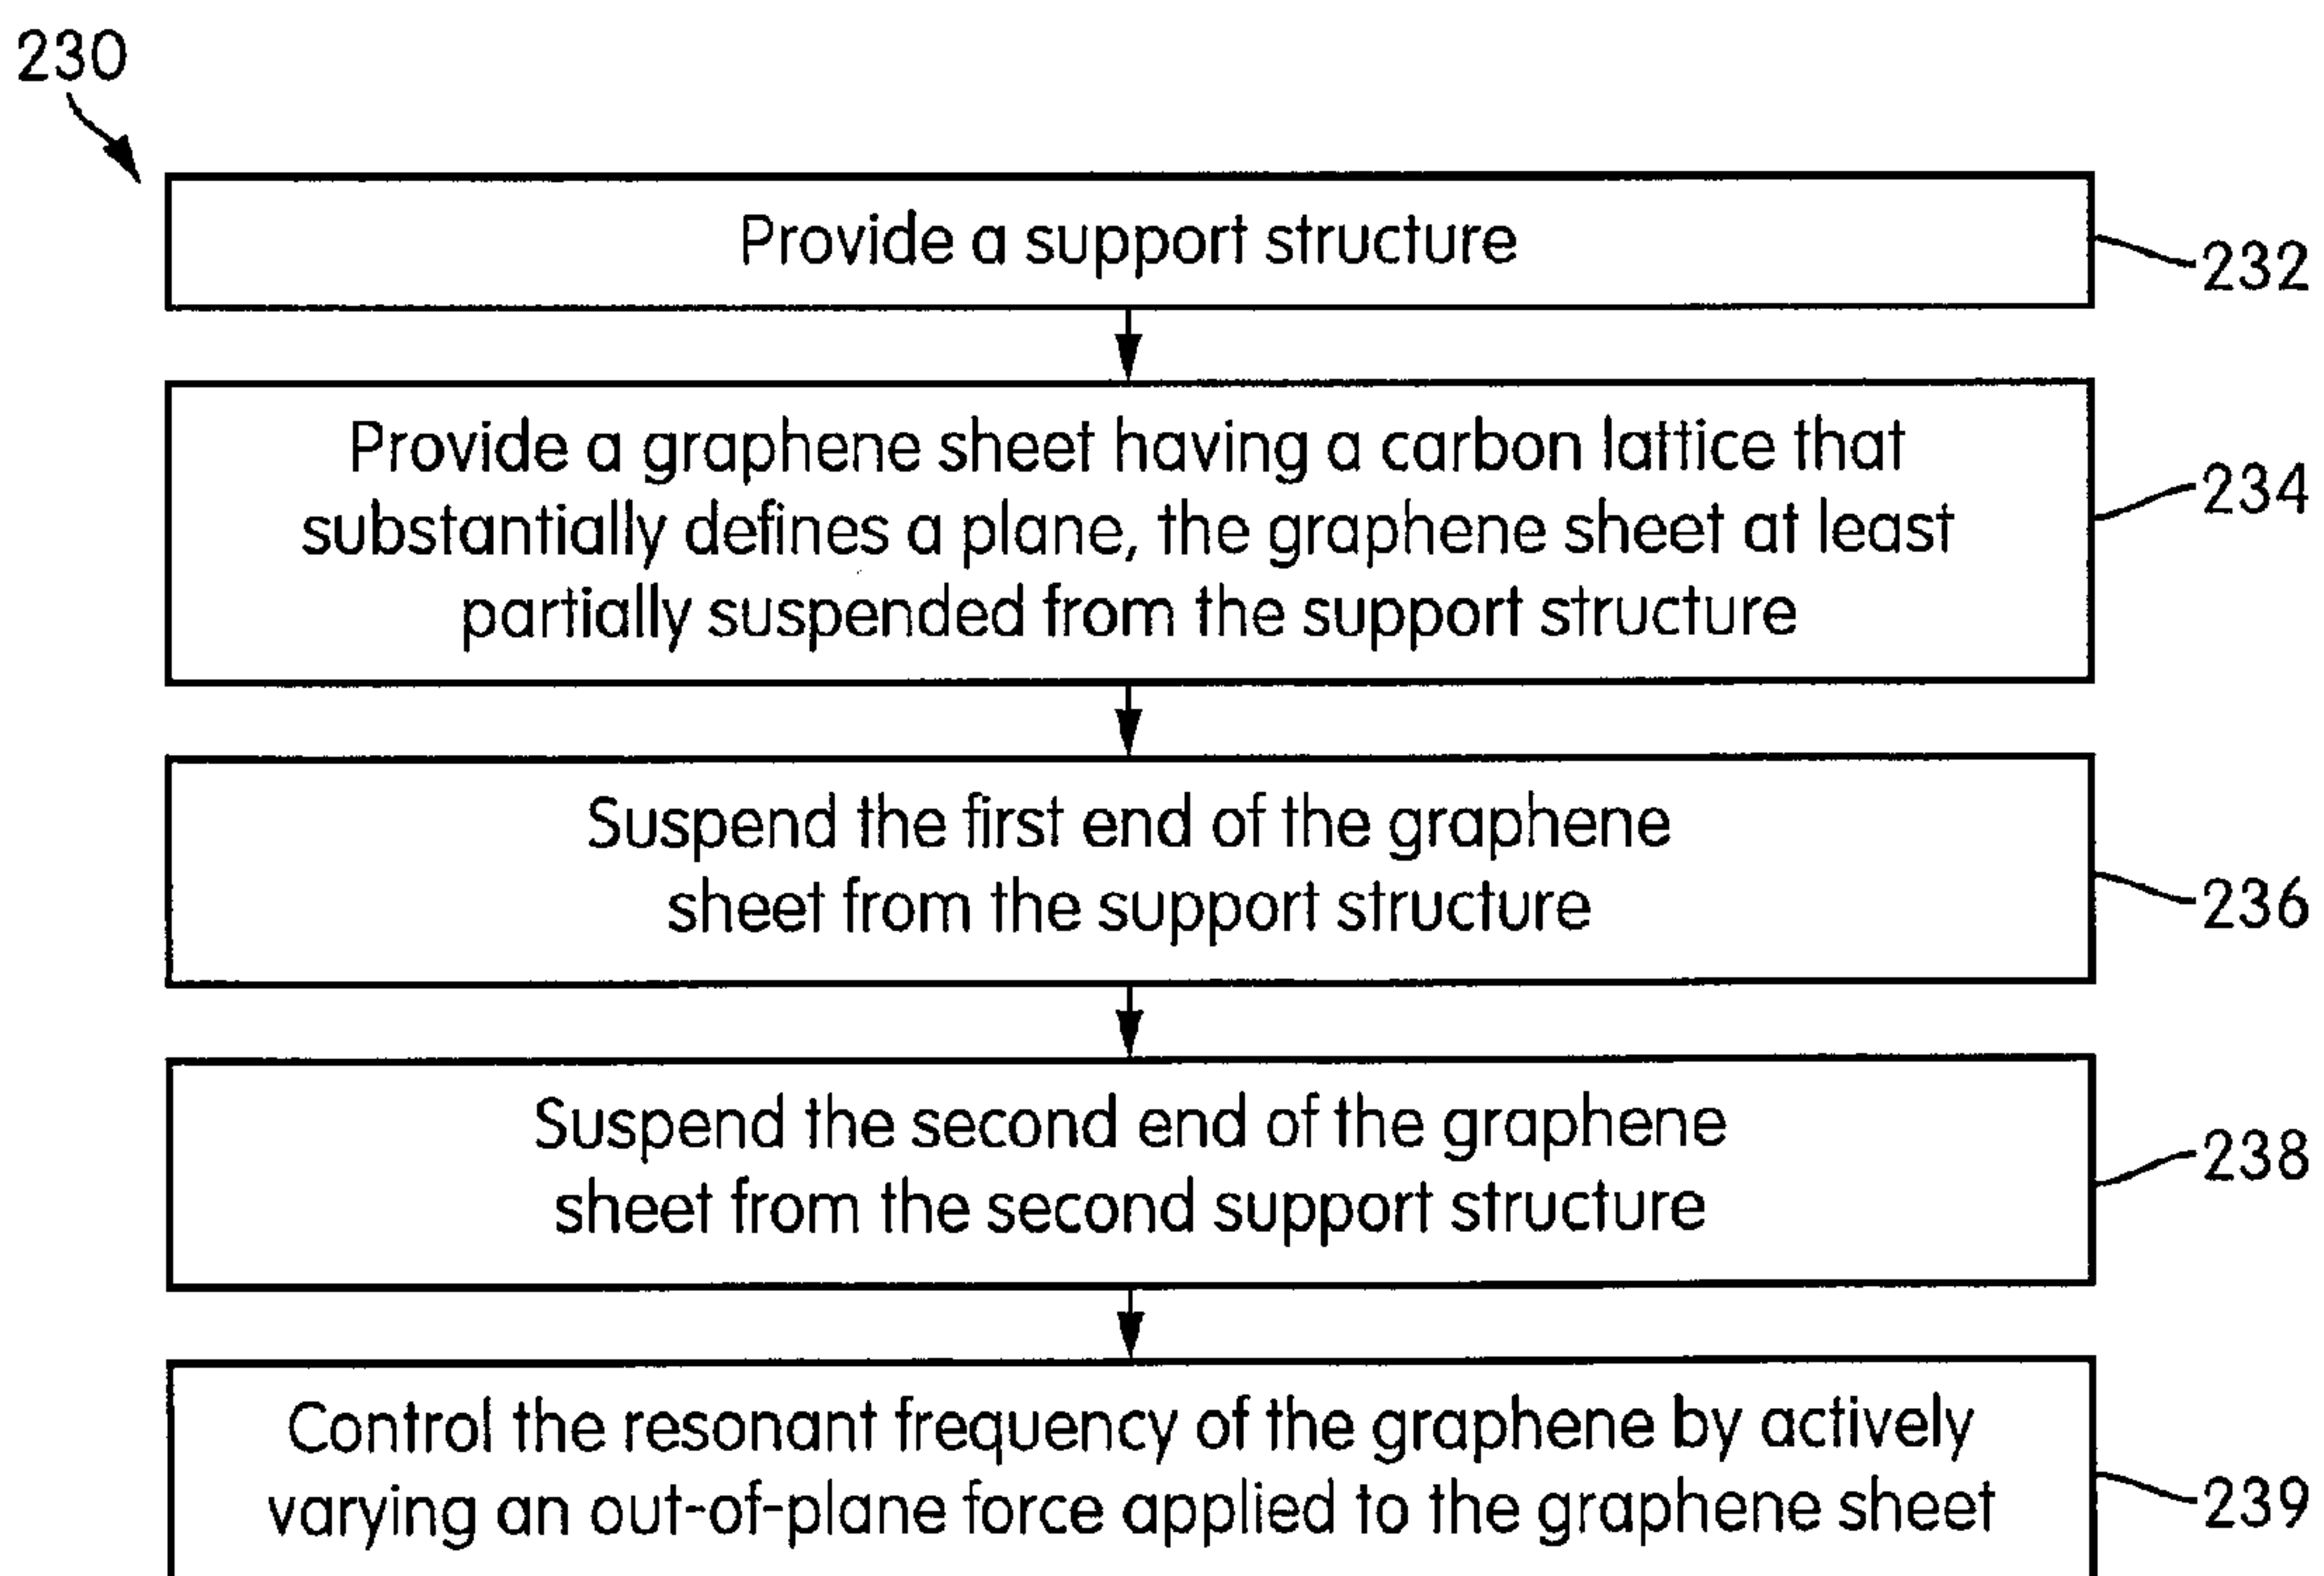 230
Provide a support structure
232
Provide a graphene sheet having a carbon lattice that
substantially defines a plane, the graphene sheet at least
partially suspended from the support structure
234
Suspend the first end of the graphene
sheet from the support structure
236
Suspend the second end of the graphene
sheet from the second support structure
238
Control the resonant frequency of the graphene by actively
varying an out-of-plane force applied to the graphene sheet
239